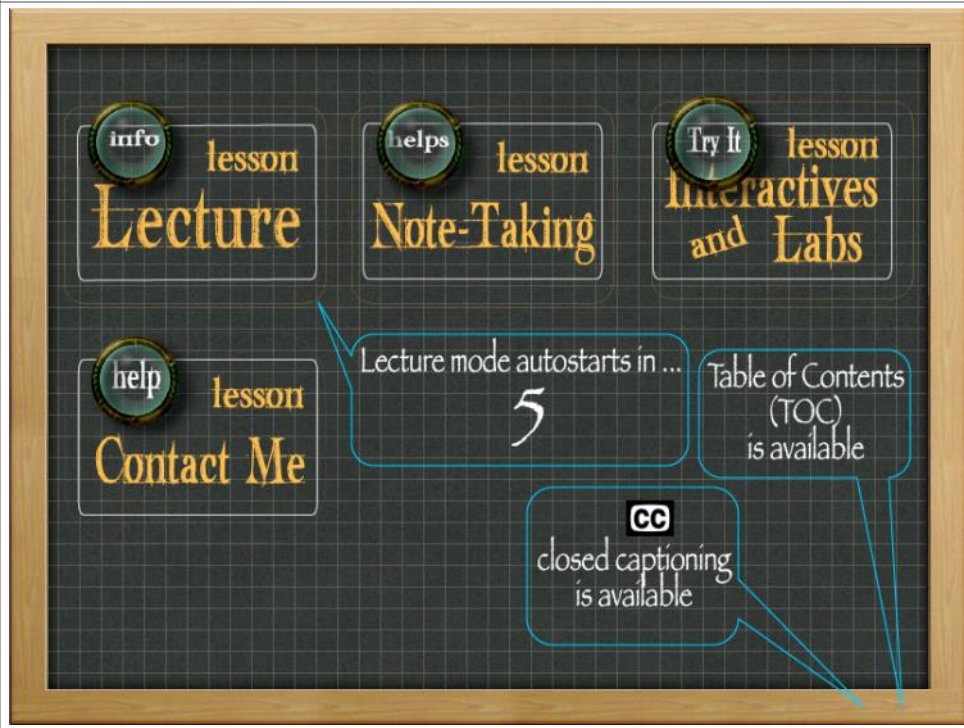 info
lesson
Lecture
helps
lesson
Note-Taking
Try It
lesson
Interactives
and Labs
help
lesson
Contact Me
Lecture mode autostarts in ...
5
Table of Contents
(TOC)
is available
CC
closed captioning
is available